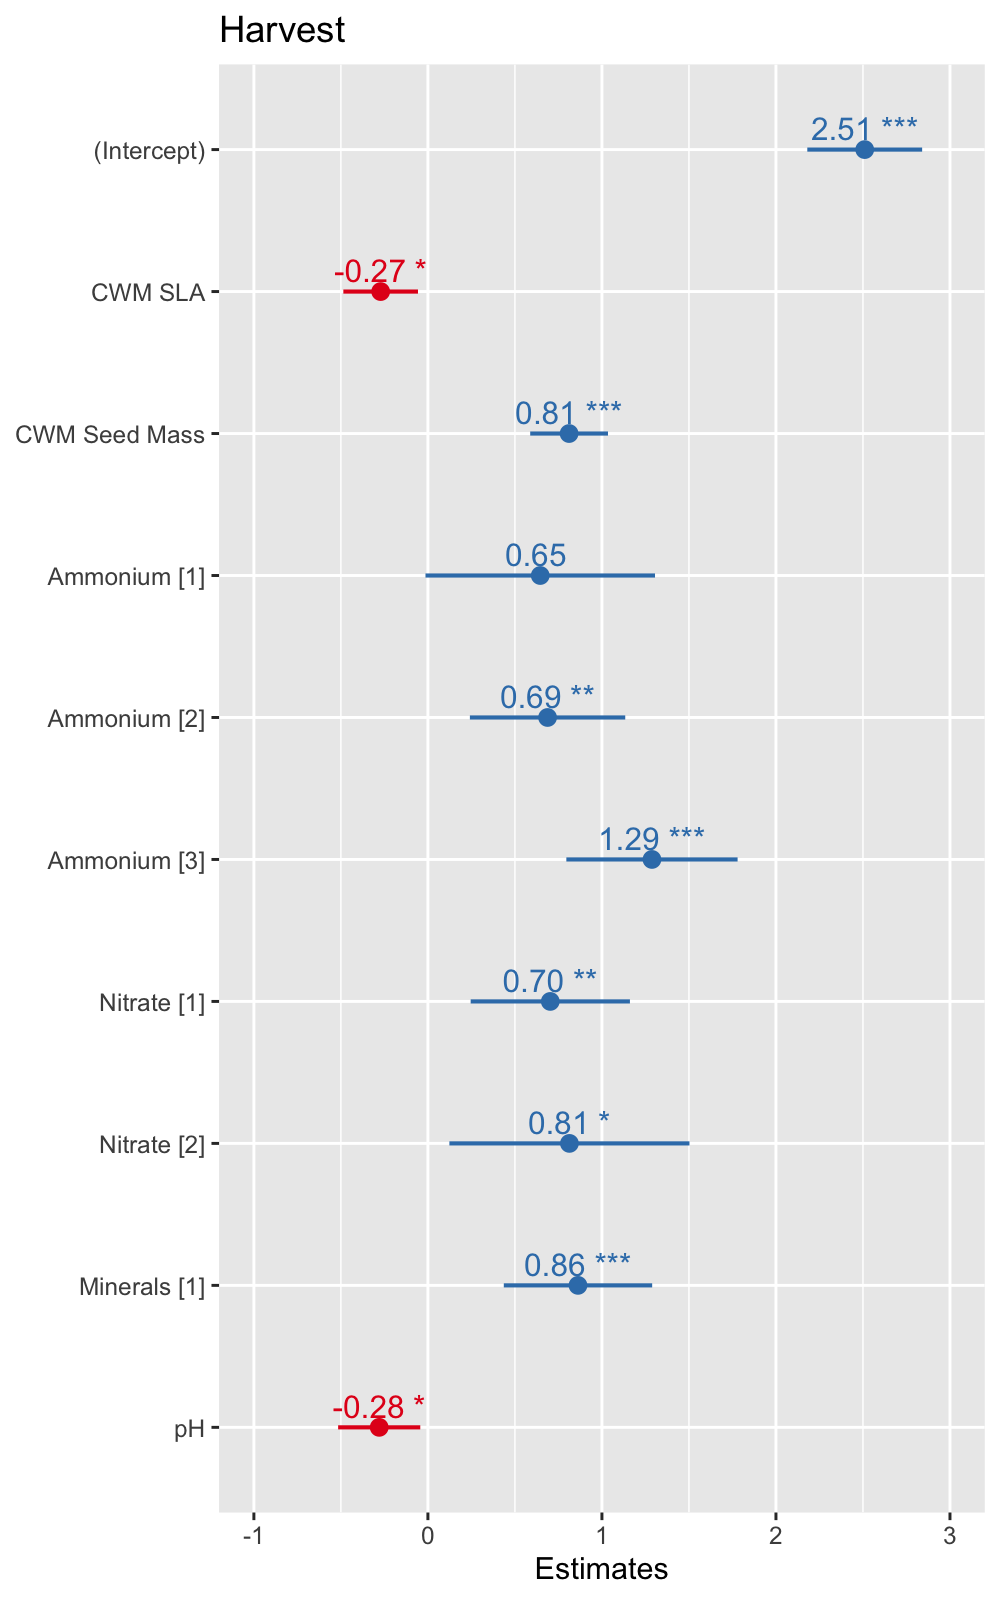 Harvest
(Intercept)
2.51 ***
CWM SLA
-0.27 *
CWM Seed Mass
0.81 ***
Ammonium [1]
0.65
Ammonium [2]
0.69 **
Ammonium [3]
1.29 ***
Nitrate [1]
0.70 **
Nitrate [2]
0.81 *
Minerals [1]
0.86 ***
pH
-0.28 *
-1 0 1 2 3
Estimates